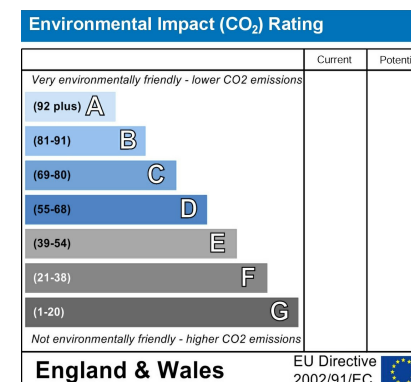 Environmental Impact (CO₂) Rating
Current Potenti
Very environmentally friendly - lower CO2 emissions
(92 plus) A
(81-91) B
(69-80) C
(55-68) D
(39-54) E
(21-38) F
(1-20) G
Not environmentally friendly - higher CO2 emissions
England & Wales
EU Directive
2002/91/EC